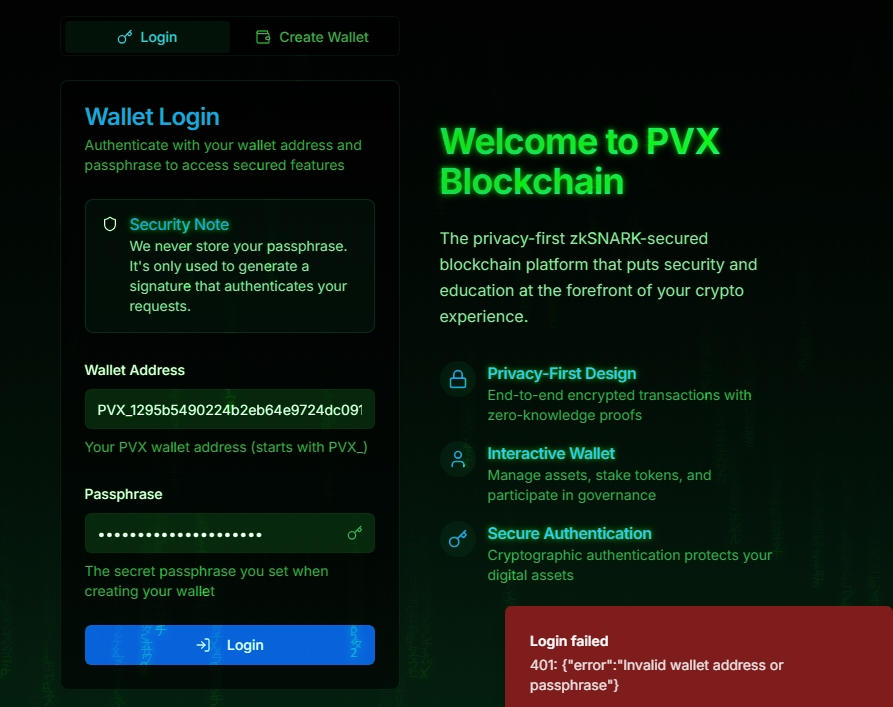 Login
Create Wallet
Wallet Login
Authenticate with your wallet address and
passphrase to access secured features
Security Note
We never store your passphrase.
It's only used to generate a
signature that authenticates your
requests.
Wallet Address
PVX_1295b5490224b2eb64e9724dc091
Your PVX wallet address (starts with PVX_)
Passphrase
The secret passphrase you set when
creating your wallet
Login
Welcome to PVX
Blockchain
The privacy-first zkSNARK-secured
blockchain platform that puts security and
education at the forefront of your crypto
experience.
Privacy-First Design
End-to-end encrypted transactions with
zero-knowledge proofs
Interactive Wallet
Manage assets, stake tokens, and
participate in governance
Secure Authentication
Cryptographic authentication protects your
digital assets
Login failed
401: {"error":"Invalid wallet address or
passphrase"}